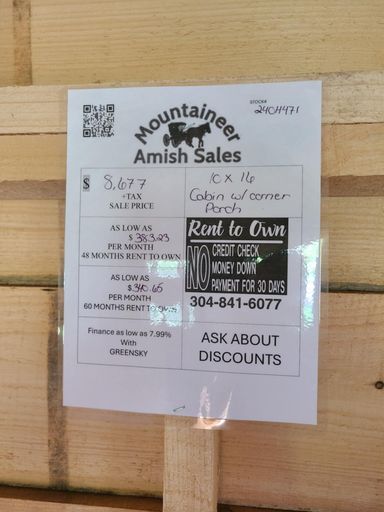 STOCK#
240H471
Mountaineer
Amish Sales
$ 8,677
+TAX
SALE PRICE
10 x 16
Cabin w/ corner
Porch
AS LOW AS
$ 383.23
PER MONTH
48 MONTHS RENT TO OWN
Rent to Own
NO
CREDIT CHECK
MONEY DOWN
PAYMENT FOR 30 DAYS
304-841-6077
AS LOW AS
$ 340.65
PER MONTH
60 MONTHS RENT TO OWN
Finance as low as 7.99%
With
GREENSKY
ASK ABOUT
DISCOUNTS